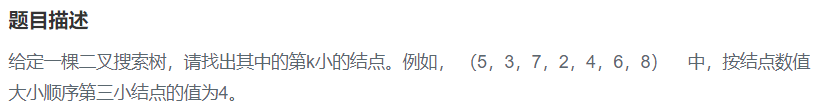 题目描述
给定一棵二叉搜索树，请找出其中的第k小的结点。例如， （5，3，7，2，4，6，8） 中，按结点数值
大小顺序第三小结点的值为4。